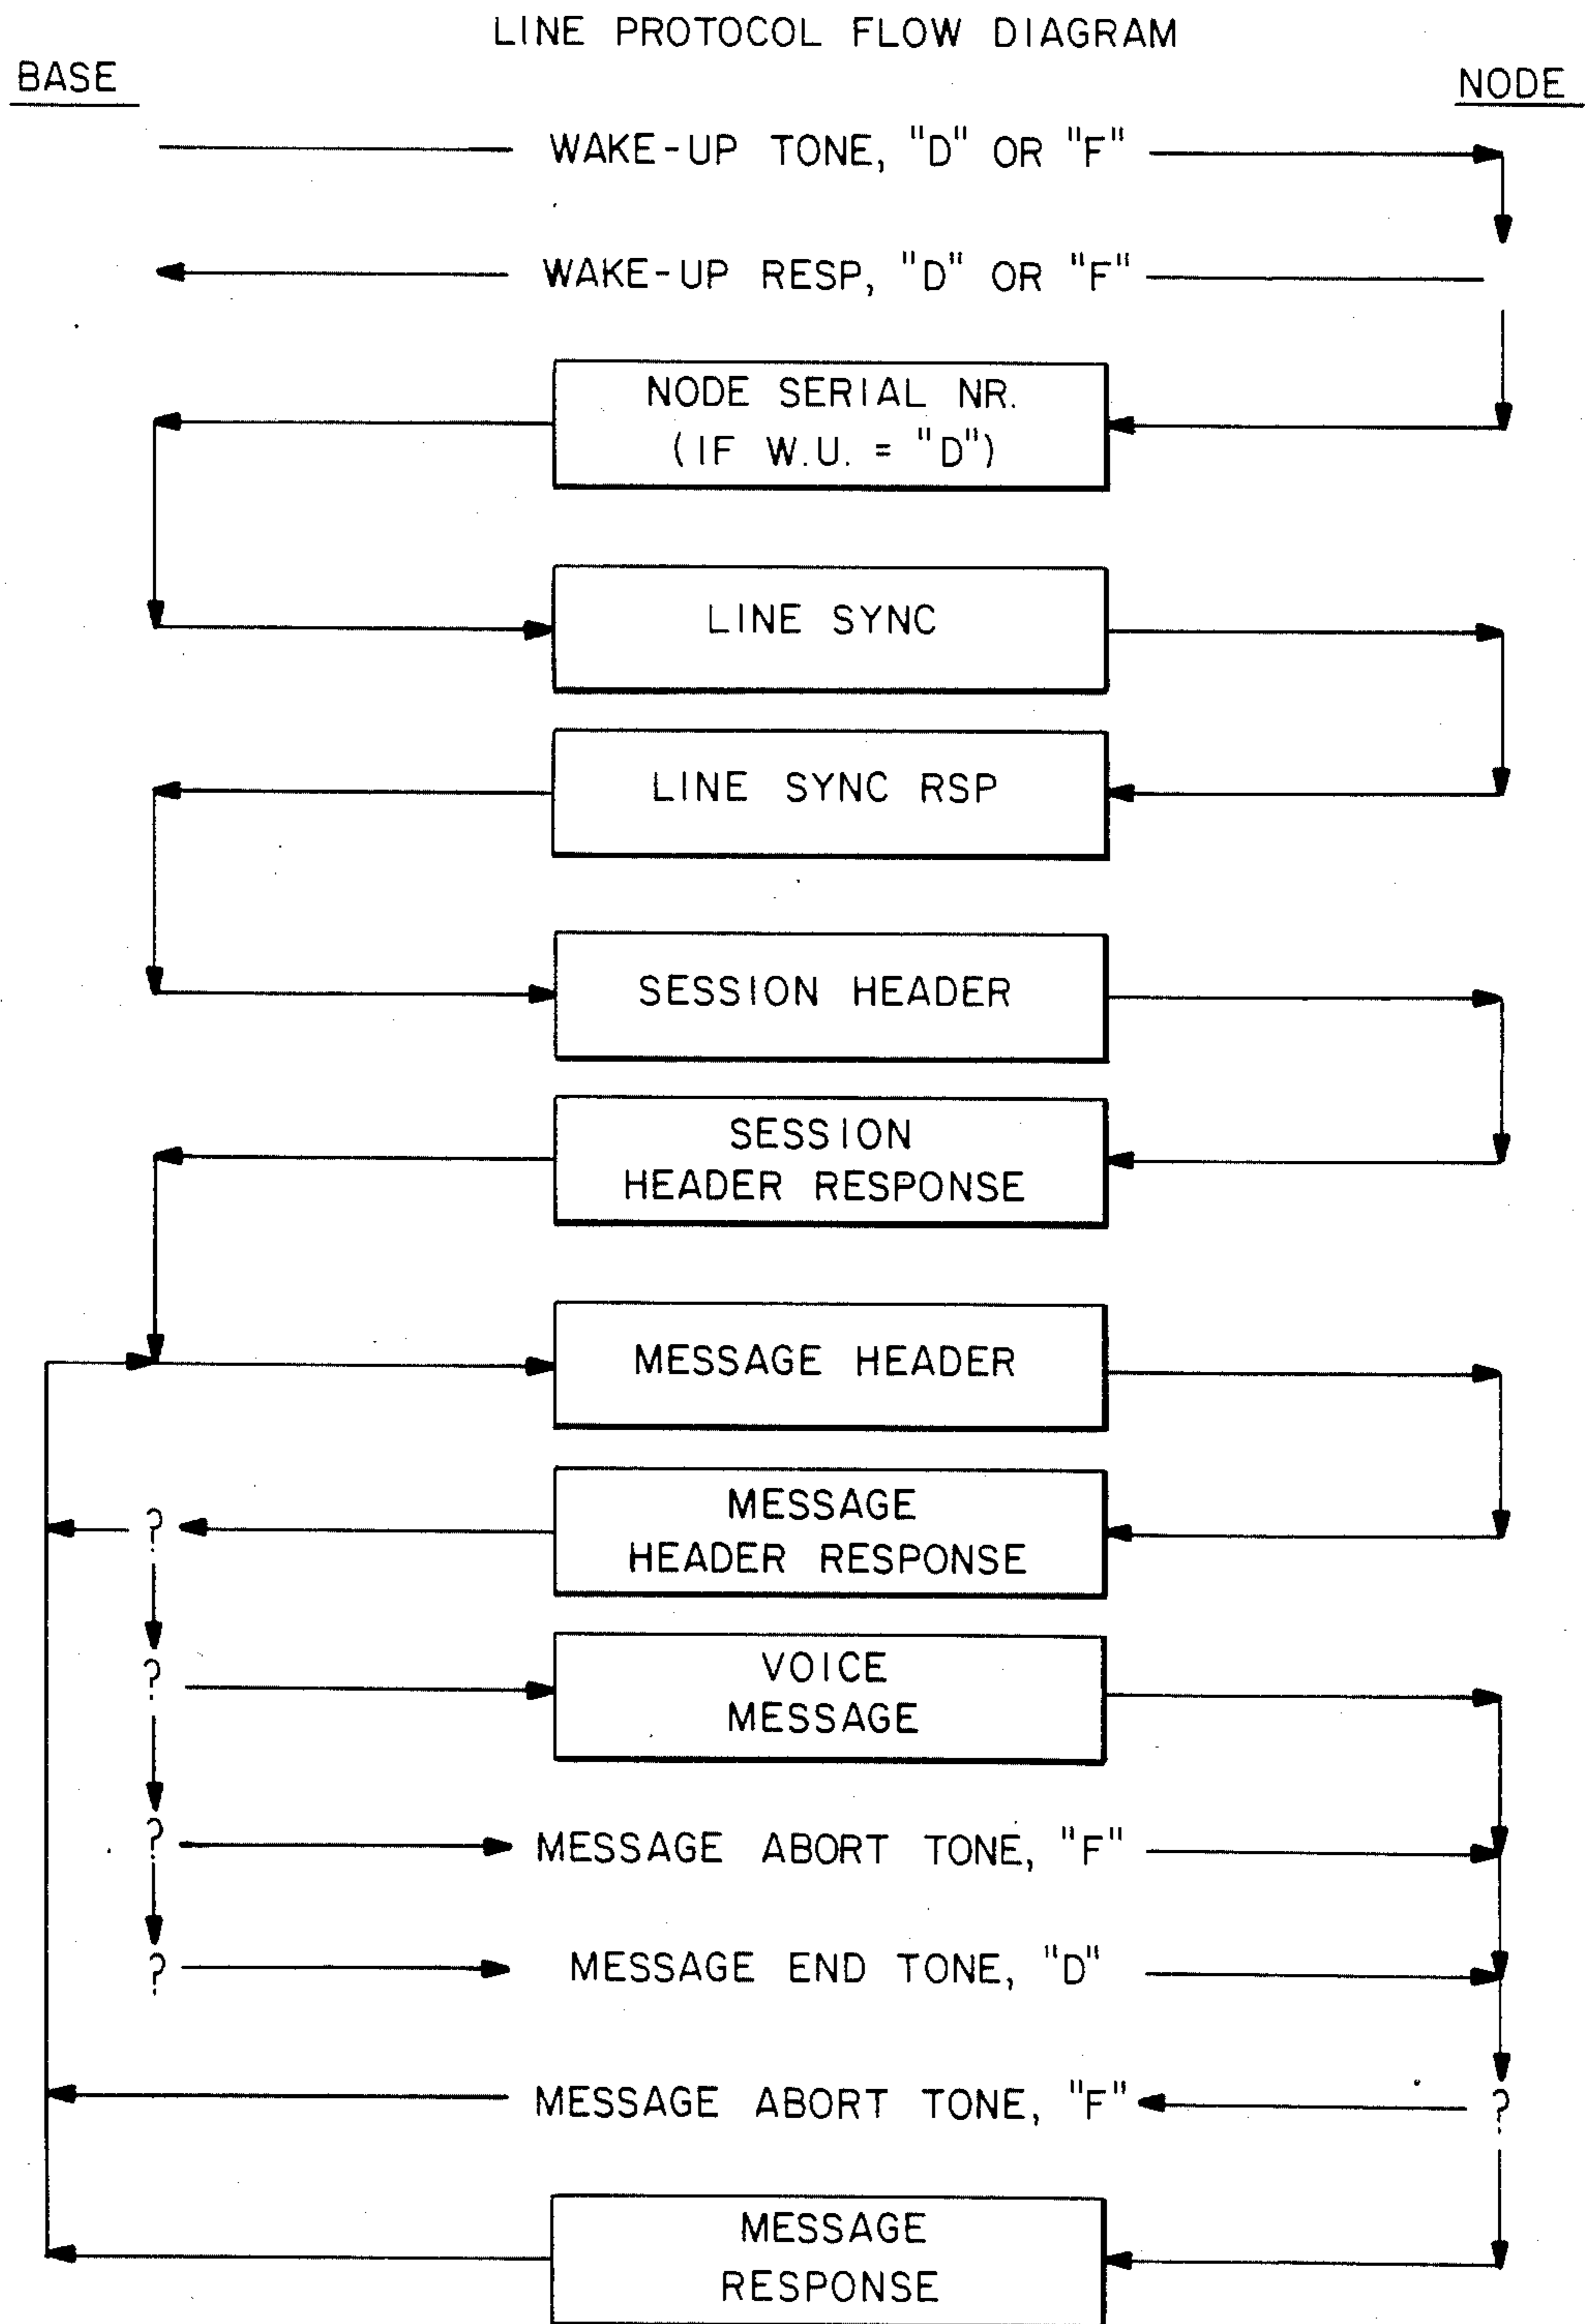 LINE PROTOCOL FLOW DIAGRAM
BASE
NODE
WAKE-UP TONE, "D" OR "F"
WAKE-UP RESP, "D" OR "F"
NODE SERIAL NR.
(IF W.U. = "D")
LINE SYNC
LINE SYNC RSP
SESSION HEADER
SESSION
HEADER RESPONSE
MESSAGE HEADER
MESSAGE
HEADER RESPONSE
?
VOICE
MESSAGE
?
? MESSAGE ABORT TONE, "F"
? MESSAGE END TONE, "D"
MESSAGE ABORT TONE, "F" ?
MESSAGE
RESPONSE